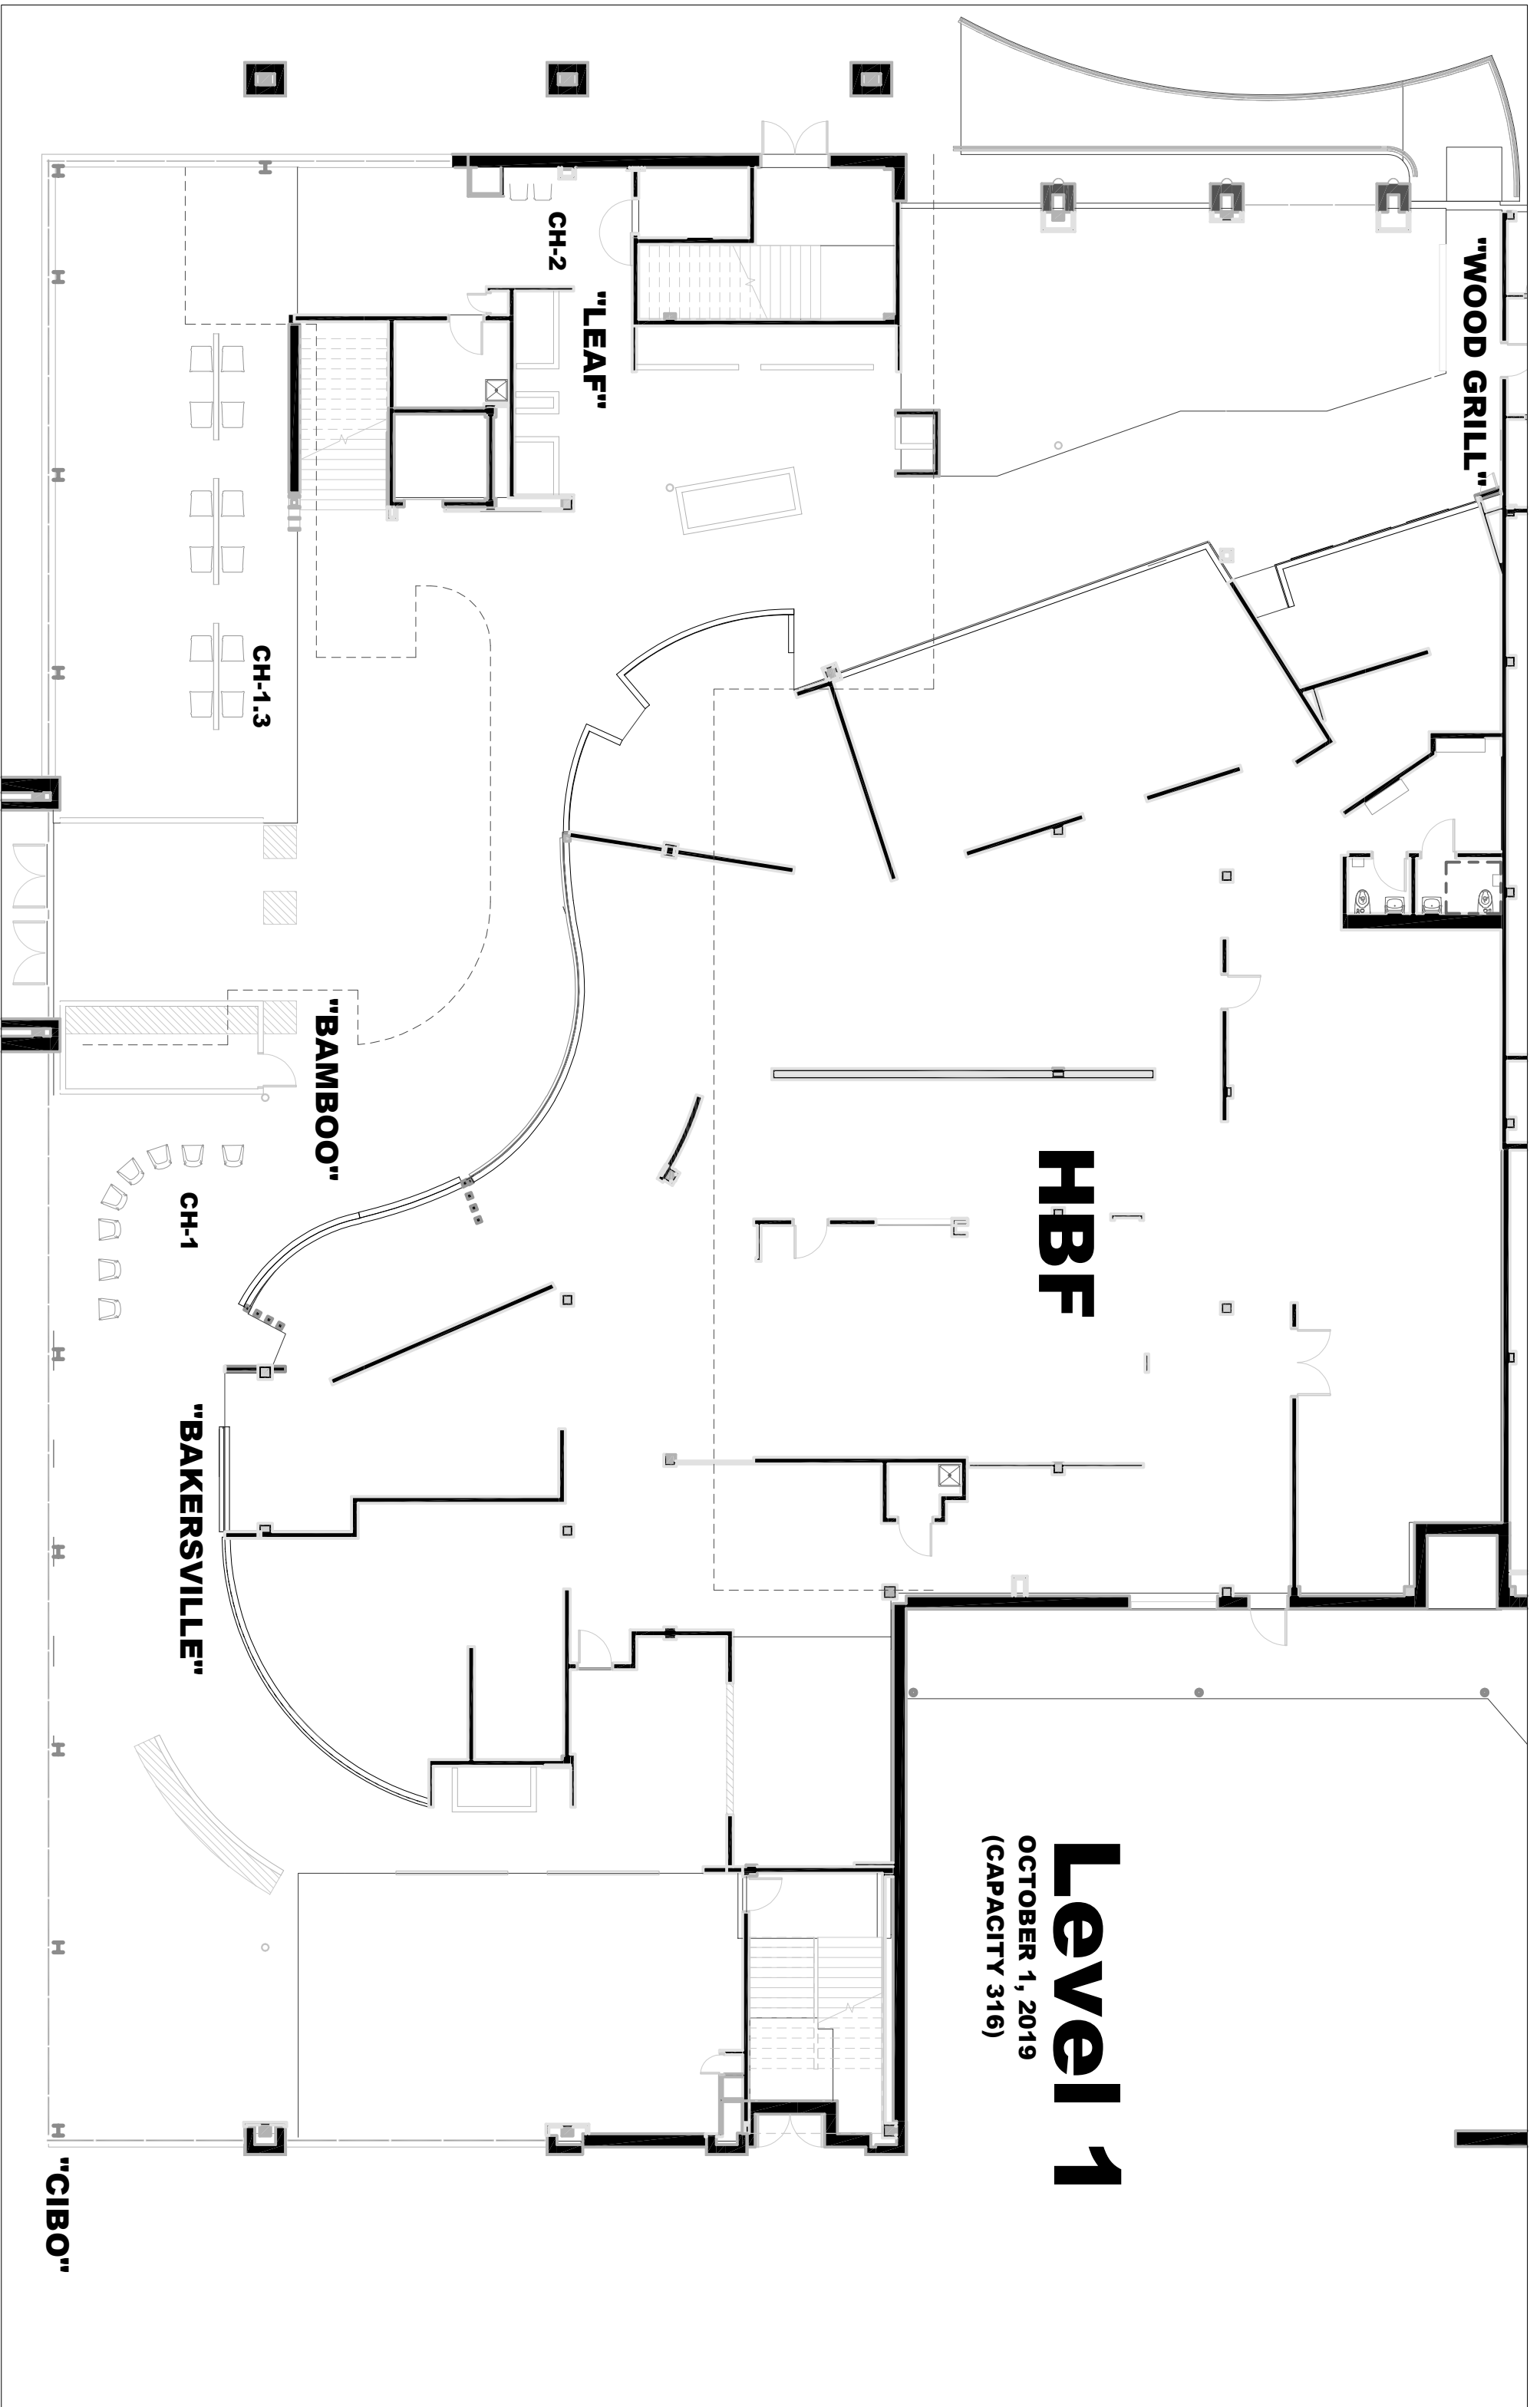 "WOOD GRILL"
CH-2
"LEAF"
CH-1.3
"BAMBOO"
CH-1
HBF
"BAKERSVILLE"
Level 1
OCTOBER 1, 2019
(CAPACITY 316)
"CIBO"